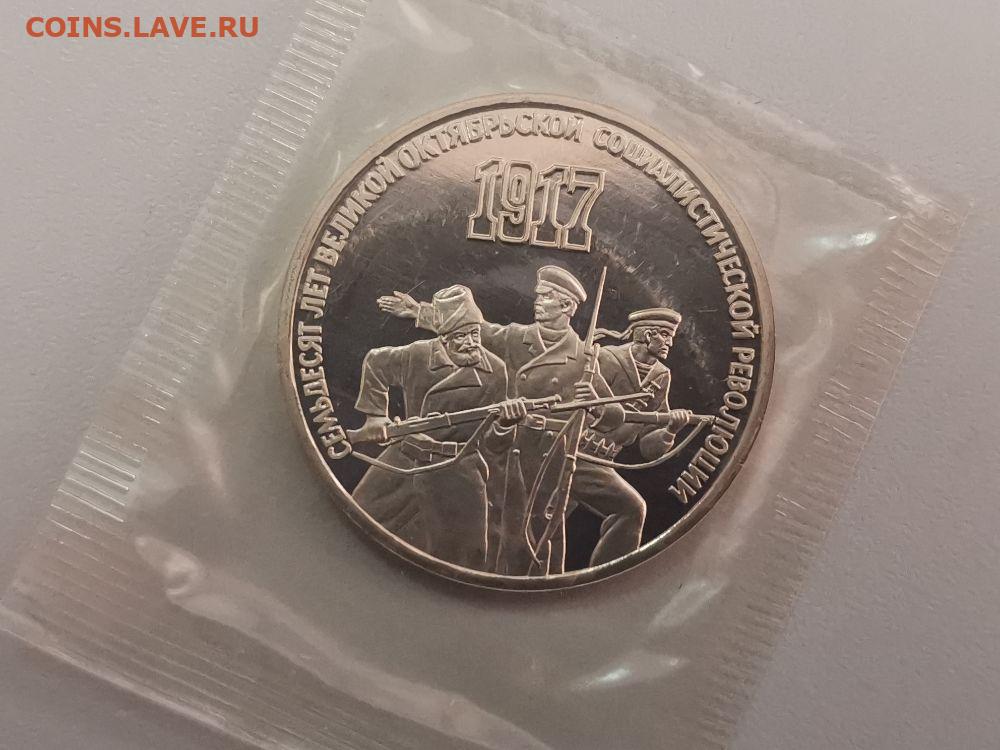 COINS.LAVE.RU
СЕМЬДЕСЯТ ЛЕТ ВЕЛИКОЙ ОКТЯБРЬСКОЙ СОЦИАЛИСТИЧЕСКОЙ РЕВОЛЮЦИИ
1917